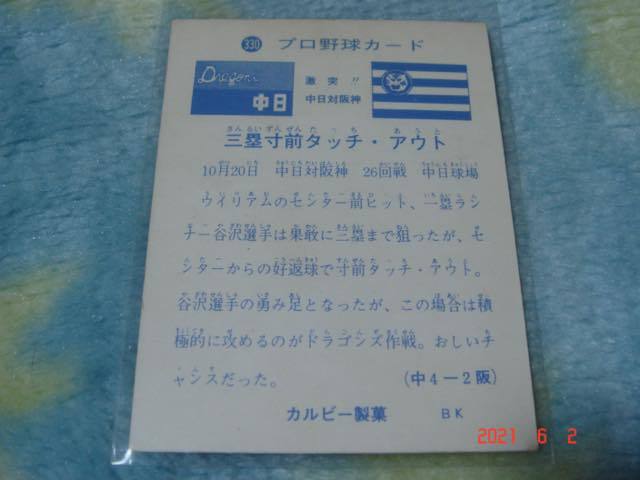 330 プロ野球カード
Dragons
中日
激突!!
中日対阪神
三塁寸前タッチ・アウト
10月20日 中日対阪神 26回戦 中日球場
ウイリアムのセンター前ヒット、一塁ラン
ナー谷沢選手は果敢に三塁まで狙ったが、セ
ンターからの好返球で寸前タッチ・アウト。
谷沢選手の勇み足となったが、この場合は積
極的に攻めるのがドラゴンズ作戦。おしいチ
ャンスだった。 (中4－2阪)
カルビー製菓 BK
2021 6 2